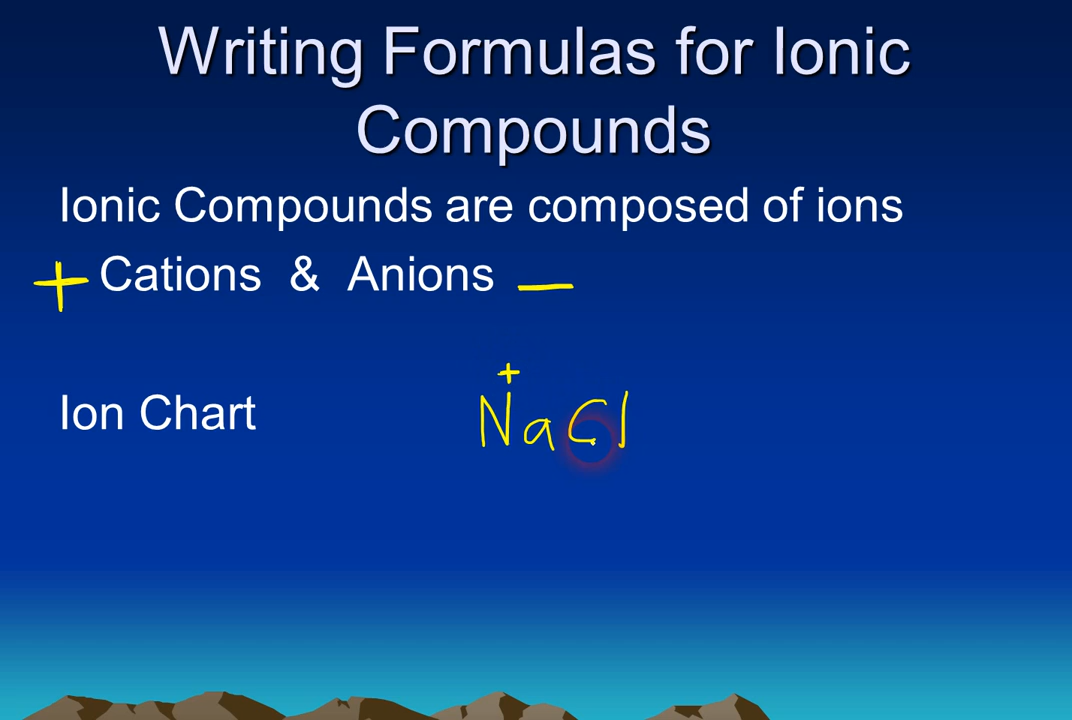 Writing Formulas for Ionic
Compounds
Ionic Compounds are composed of ions
+ Cations & Anions —
+
Ion Chart NaCl